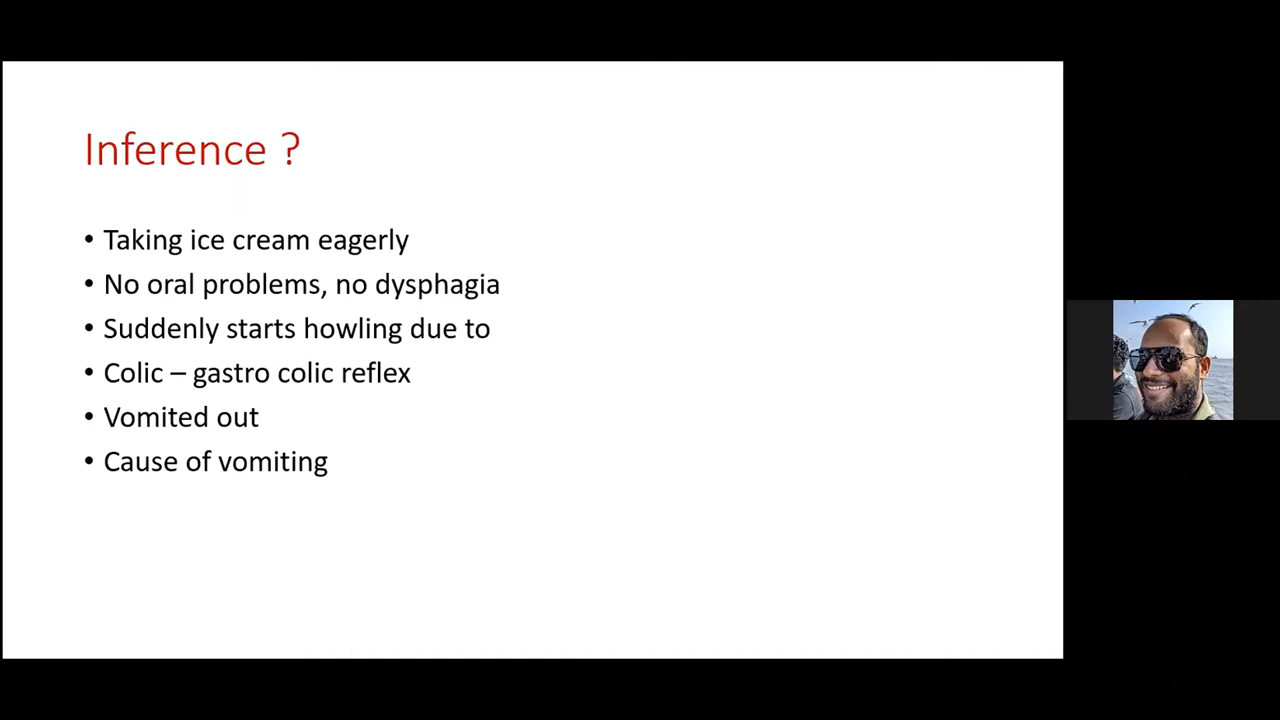 Inference ?
• Taking ice cream eagerly
• No oral problems, no dysphagia
• Suddenly starts howling due to
• Colic – gastro colic reflex
• Vomited out
• Cause of vomiting